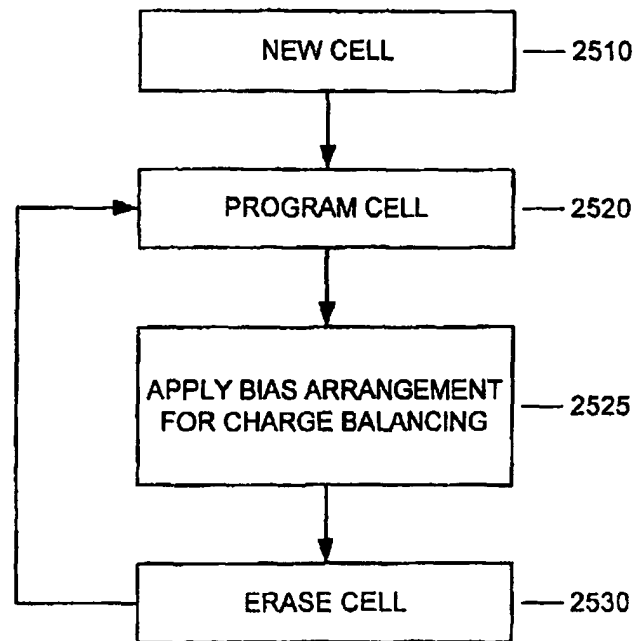 NEW CELL
2510
PROGRAM CELL
2520
APPLY BIAS ARRANGEMENT
FOR CHARGE BALANCING
2525
ERASE CELL
2530